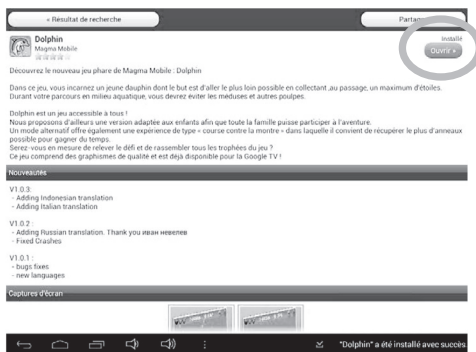 « Résultat de recherche
Partag
Dolphin
Magma Mobile
Installé
Ouvrir »
Découvrez le nouveau jeu phare de Magma Mobile : Dolphin
Dans ce jeu, vous incarnez un jeune dauphin dont le but est d'aller le plus loin possible en collectant ,au passage, un maximum d'étoiles.
Durant votre parcours en milieu aquatique, vous devrez éviter les méduses et autres poulpes.
Dolphin est un jeu accessible à tous !
Nous proposons d'ailleurs une version adaptée aux enfants afin que toute la famille puisse participer à l'aventure.
Un mode alternatif offre également une expérience de type « course contre la montre » dans laquelle il convient de récupérer le plus d'anneaux
possible pour gagner du temps.
Serez-vous en mesure de relever le défi et de rassembler tous les trophées du jeu ?
Ce jeu comprend des graphismes de qualité et est déjà disponible pour la Google TV !
Nouveautés
V1.0.3:
- Adding Indonesian translation
- Adding Italian translation
V1.0.2 :
- Adding Russian translation. Thank you иван невелев
- Fixed Crashes
V1.0.1 :
- bugs fixes
- new languages
Captures d'écran
"Dolphin" a été installé avec succès.